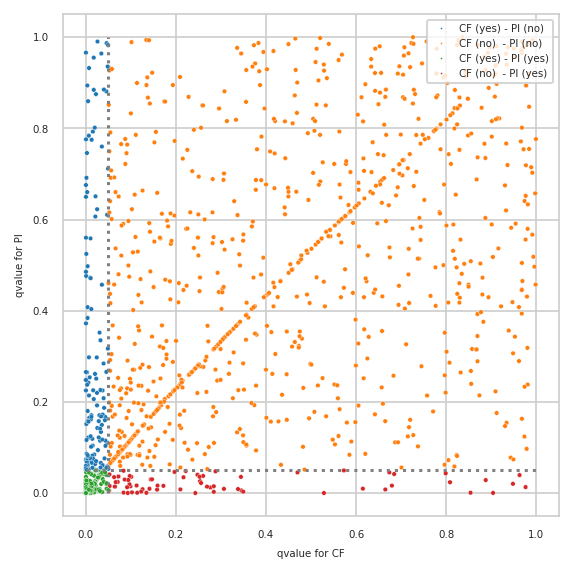 CF (yes) - PI (no)
CF (no)  - PI (no)
CF (yes) - PI (yes)
CF (no)  - PI (yes)
1.0
0.8
0.6
0.4
0.2
0.0
qvalue for PI
0.0 0.2 0.4 0.6 0.8 1.0
qvalue for CF